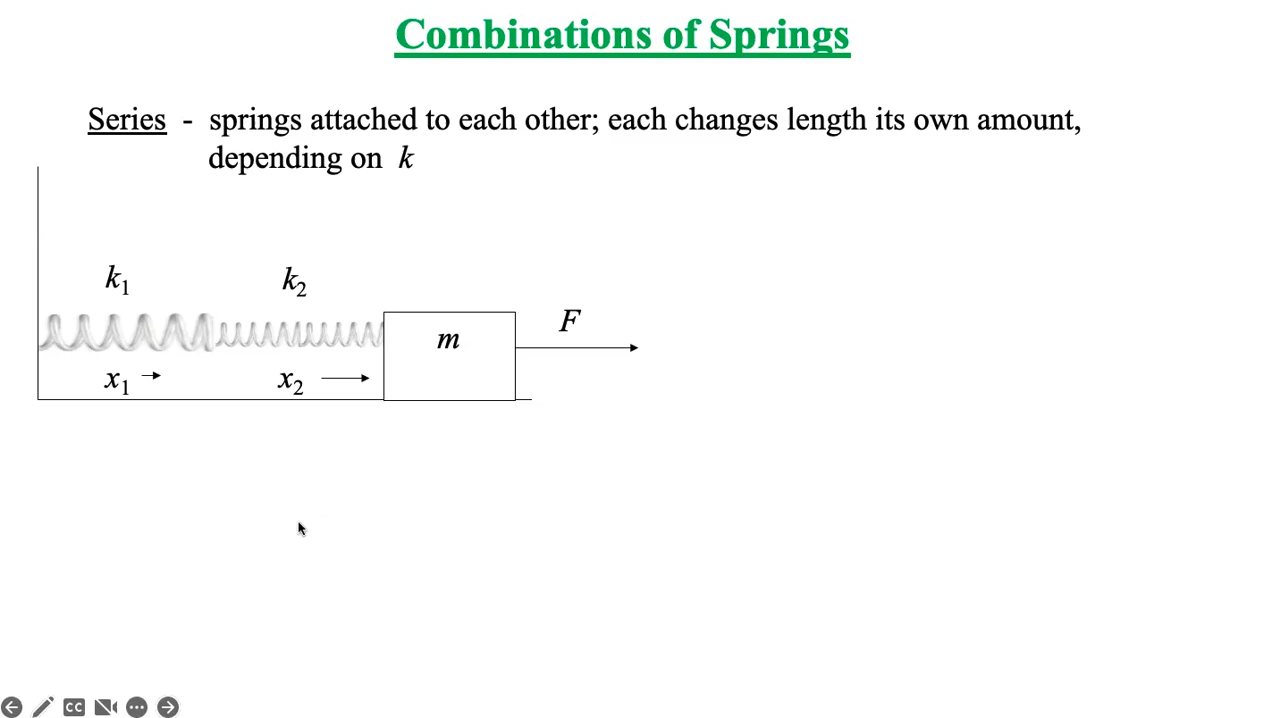 Combinations of Springs
Series - springs attached to each other; each changes length its own amount,
depending on k
k₁ k₂
F
m
x₁ x₂
CC